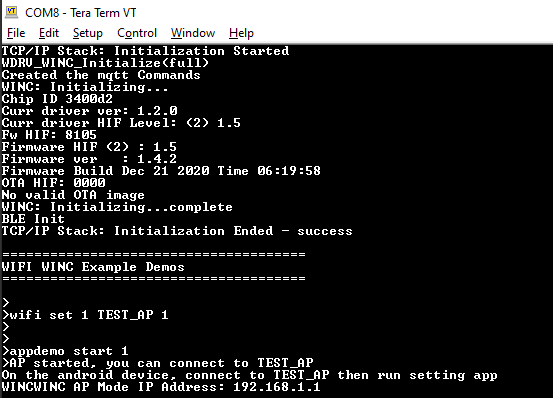 COM8 - Tera Term VT
File Edit Setup Control Help
TCP/IP Stack: Initialization Started
WDRU_WINC_Initialize(full)
Created the mqtt Commands
WINC: Initializing...
Chip ID 3400d2
Curr driver ver: 1.2.0
Curr driver HIF Level: (2) 1.5
Fw HIF: 8105
Firmware HIF (2) : 1.5
Firmware ver   : 1.4.2
Firmware Build Dec 21 2020 Time 06:19:58
OTA HIF: 0000
No valid OTA image
WINC: Initializing...complete
BLE Init
TCP/IP Stack: Initialization Ended - success
======================================
WIFI WINC Example Demos
======================================
>
>wifi set 1 TEST_AP 1
>
>
>appdemo start 1
>AP started, you can connect to TEST_AP
On the android device, connect to TEST_AP then run setting app
WINCWINC AP Mode IP Address: 192.168.1.1